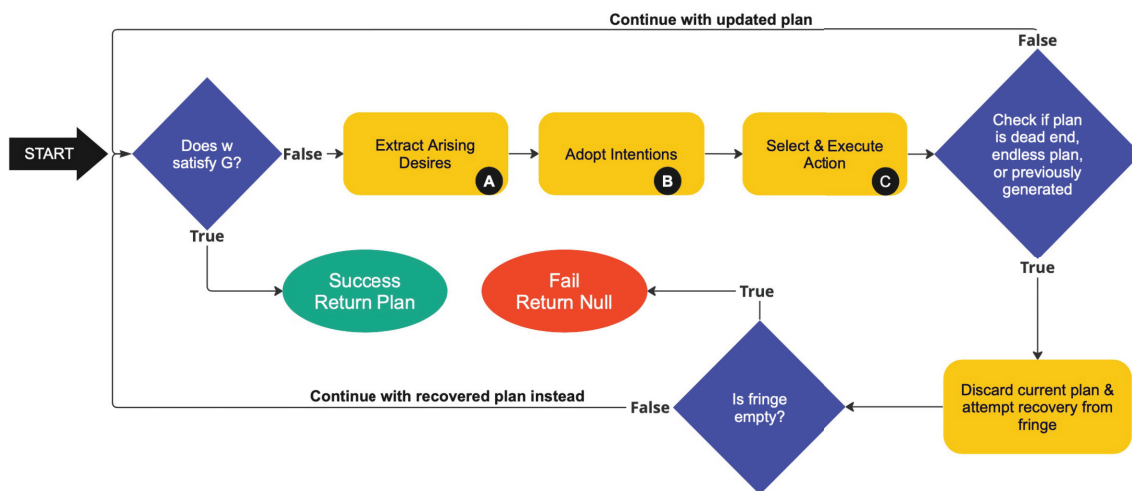 Continue with updated plan
False
START
Does w
satisfy G?
False
Extract Arising
Desires
A
Adopt Intentions
B
Select & Execute
Action
C
Check if plan
is dead end,
endless plan,
or previously
generated
True
Success
Return Plan
Fail
Return Null
True
True
Continue with recovered plan instead
False
Is fringe
empty?
Discard current plan &
attempt recovery from
fringe